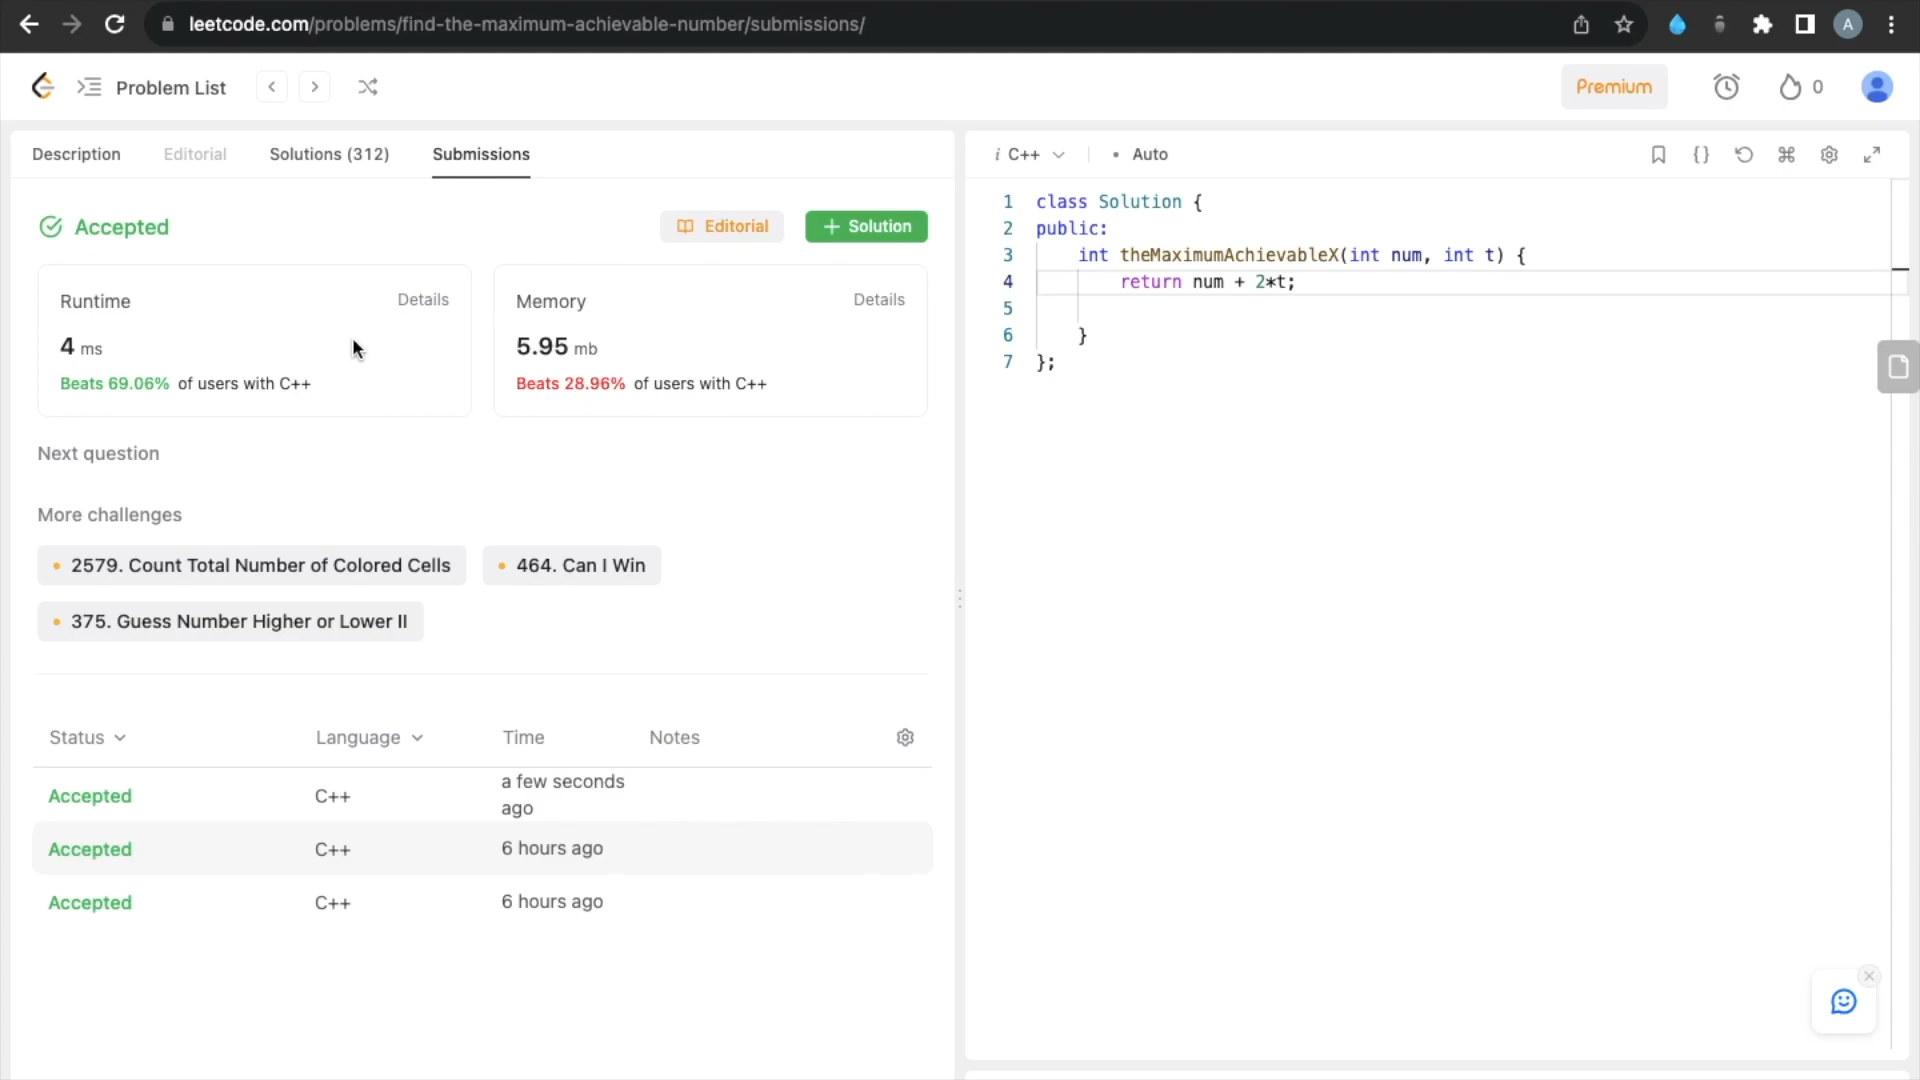 leetcode.com/problems/find-the-maximum-achievable-number/submissions/
A
Problem List
Premium
0
Description Editorial Solutions (312) Submissions
Accepted
Editorial
Solution
Runtime Details
4 ms
Beats 69.06% of users with C++
Memory Details
5.95 mb
Beats 28.96% of users with C++
Next question
More challenges
2579. Count Total Number of Colored Cells
464. Can I Win
375. Guess Number Higher or Lower II
Status Language Time Notes
Accepted C++ a few seconds
ago
Accepted C++ 6 hours ago
Accepted C++ 6 hours ago
i C++ • Auto
1 class Solution {
2 public:
3 int theMaximumAchievableX(int num, int t) {
4 return num + 2*t;
5
6 }
7 };